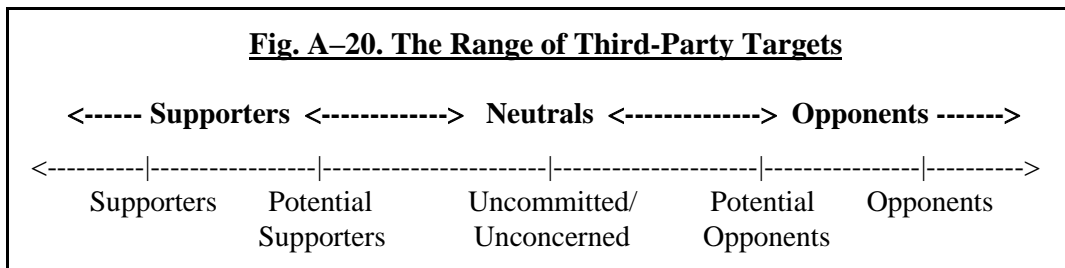 Fig. A–20. The Range of Third-Party Targets
<------ Supporters <-------------> Neutrals <--------------> Opponents ------->
<----------|-----------------|-----------------------|---------------------|----------------|---------->
Supporters Potential Uncommitted/ Potential Opponents
Supporters Unconcerned Opponents